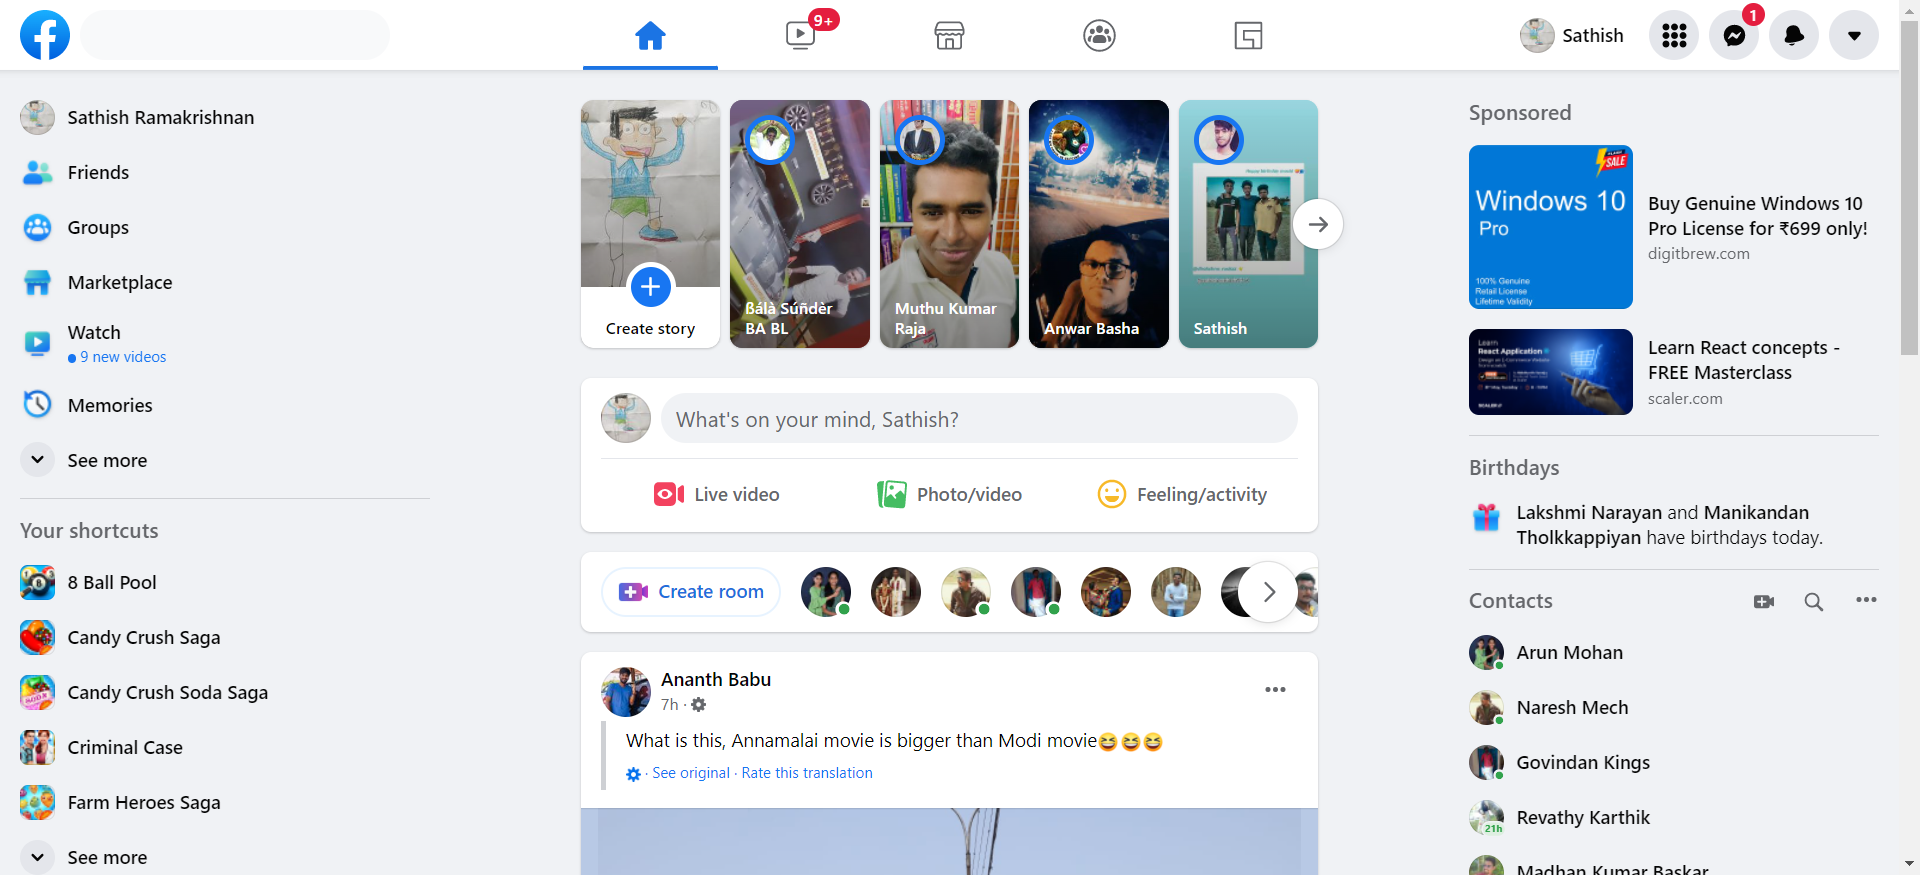 9+
Sathish
1
Sathish Ramakrishnan
Friends
Groups
Marketplace
Watch
9 new videos
Memories
See more
Your shortcuts
8 Ball Pool
Candy Crush Saga
Candy Crush Soda Saga
Criminal Case
Farm Heroes Saga
See more
Create story
ßálà Súñdèr
BA BL
Muthu Kumar
Raja
Anwar Basha
Sathish
What's on your mind, Sathish?
Live video
Photo/video
Feeling/activity
Create room
Ananth Babu
7h ·
What is this, Annamalai movie is bigger than Modi movie😆😆😆
· See original · Rate this translation
Sponsored
SALE
Windows 10
Pro
100% Genuine
Retail License
Lifetime Validity
Buy Genuine Windows 10
Pro License for ₹699 only!
digitbrew.com
Learn
React Application
SCALER
Learn React concepts -
FREE Masterclass
scaler.com
Birthdays
Lakshmi Narayan and Manikandan
Tholkkappiyan have birthdays today.
Contacts
Arun Mohan
Naresh Mech
Govindan Kings
Revathy Karthik
21h
Madhan Kumar Baskar